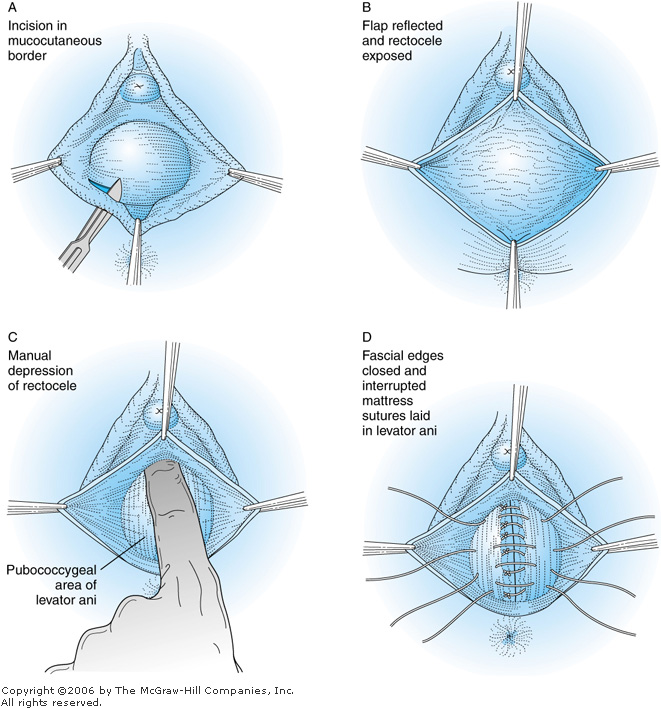 A
Incision in
mucocutaneous
border
B
Flap reflected
and rectocele
exposed
C
Manual
depression
of rectocele
Pubococcygeal
area of
levator ani
D
Fascial edges
closed and
interrupted
mattress
sutures laid
in levator ani
Copyright ©2006 by The McGraw-Hill Companies, Inc.
All rights reserved.